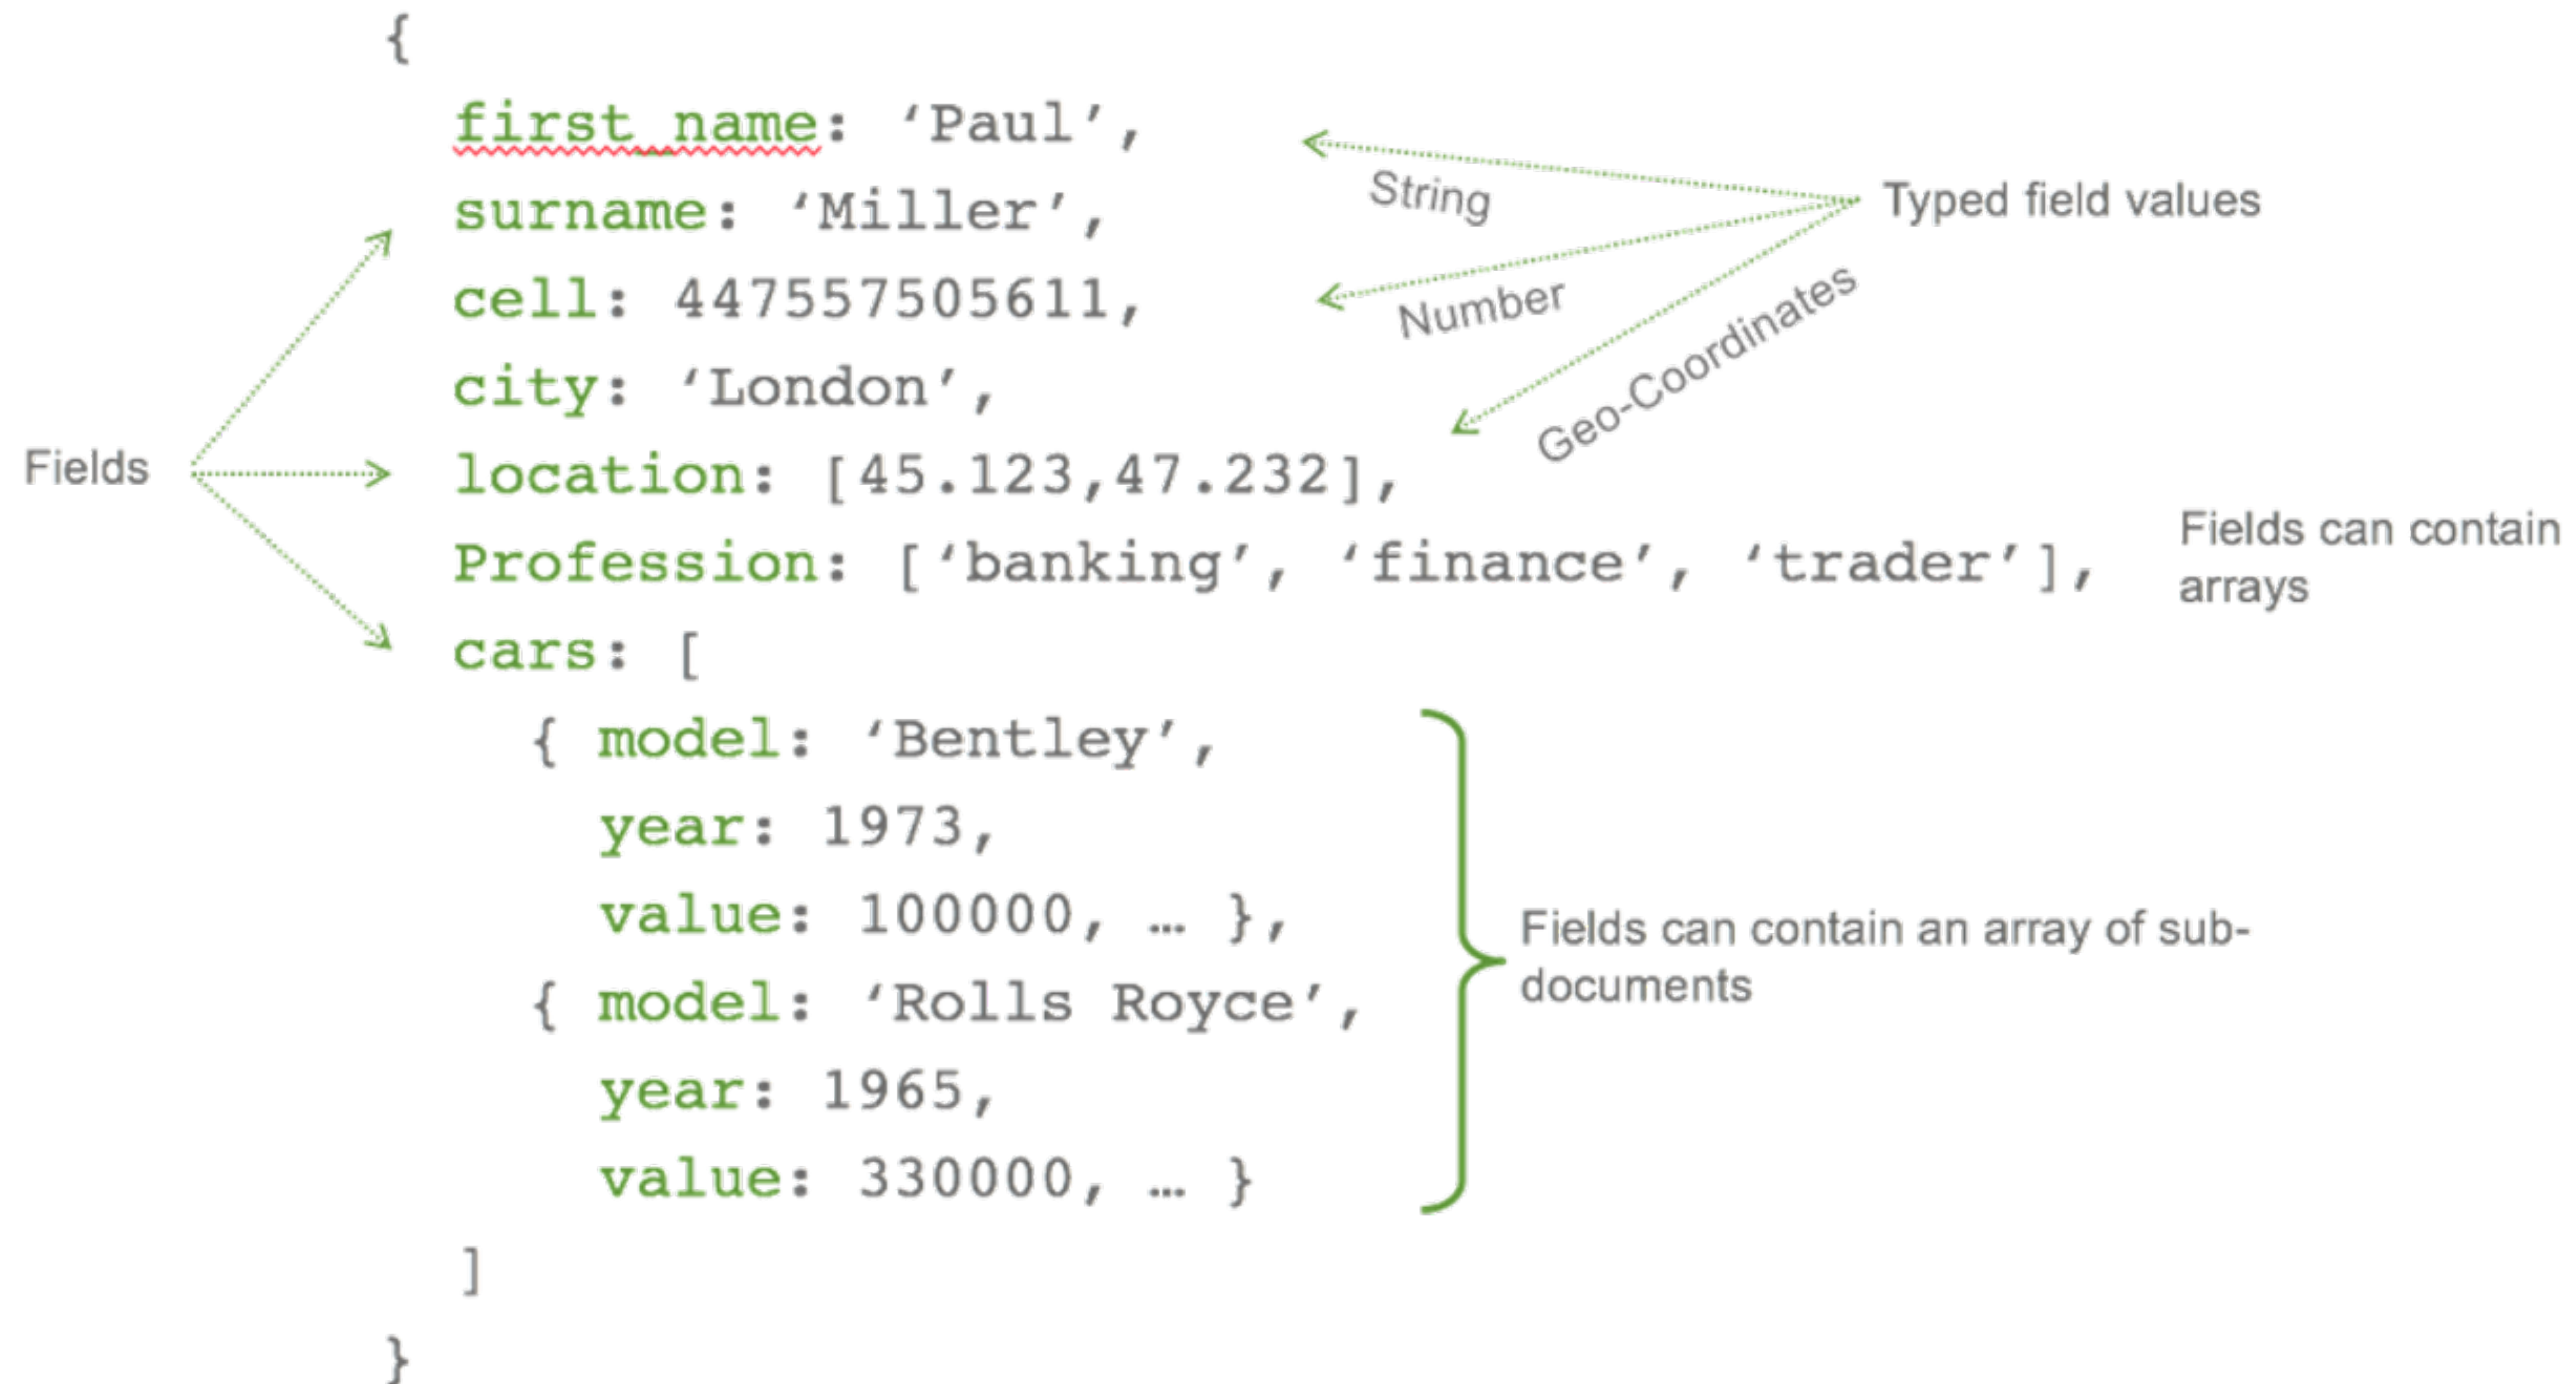 {
first_name: ‘Paul’,
surname: ‘Miller’,
cell: 447557505611,
city: ‘London’,
location: [45.123,47.232],
Profession: [‘banking’, ‘finance’, ‘trader’],
cars: [
{ model: ‘Bentley’,
year: 1973,
value: 100000, … },
{ model: ‘Rolls Royce’,
year: 1965,
value: 330000, … }
]
}
Fields
String
Number
Geo-Coordinates
Typed field values
Fields can contain
arrays
Fields can contain an array of sub-
documents